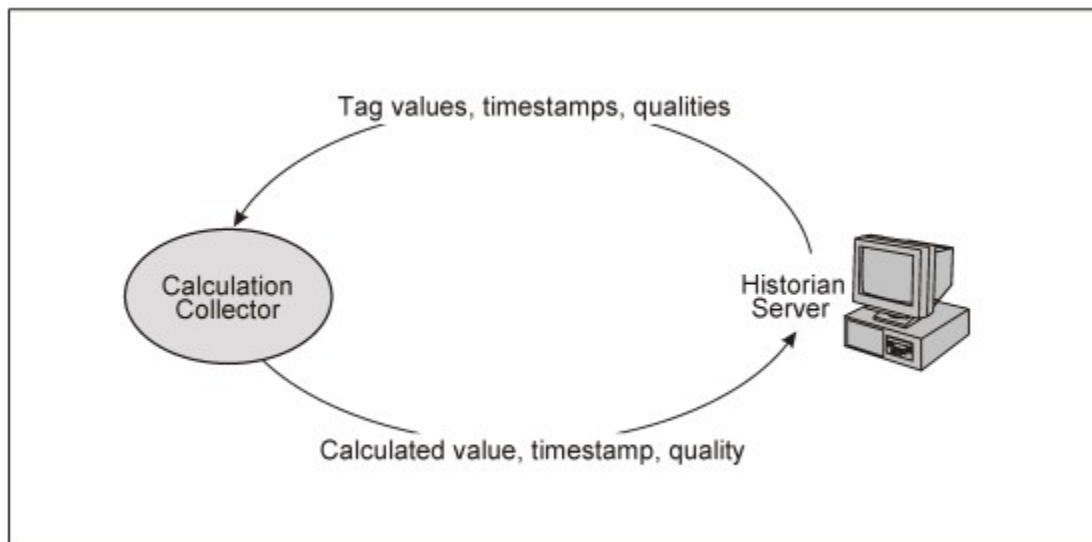 Tag values, timestamps, qualities
Calculation
Collector
Historian
Server
Calculated value, timestamp, quality